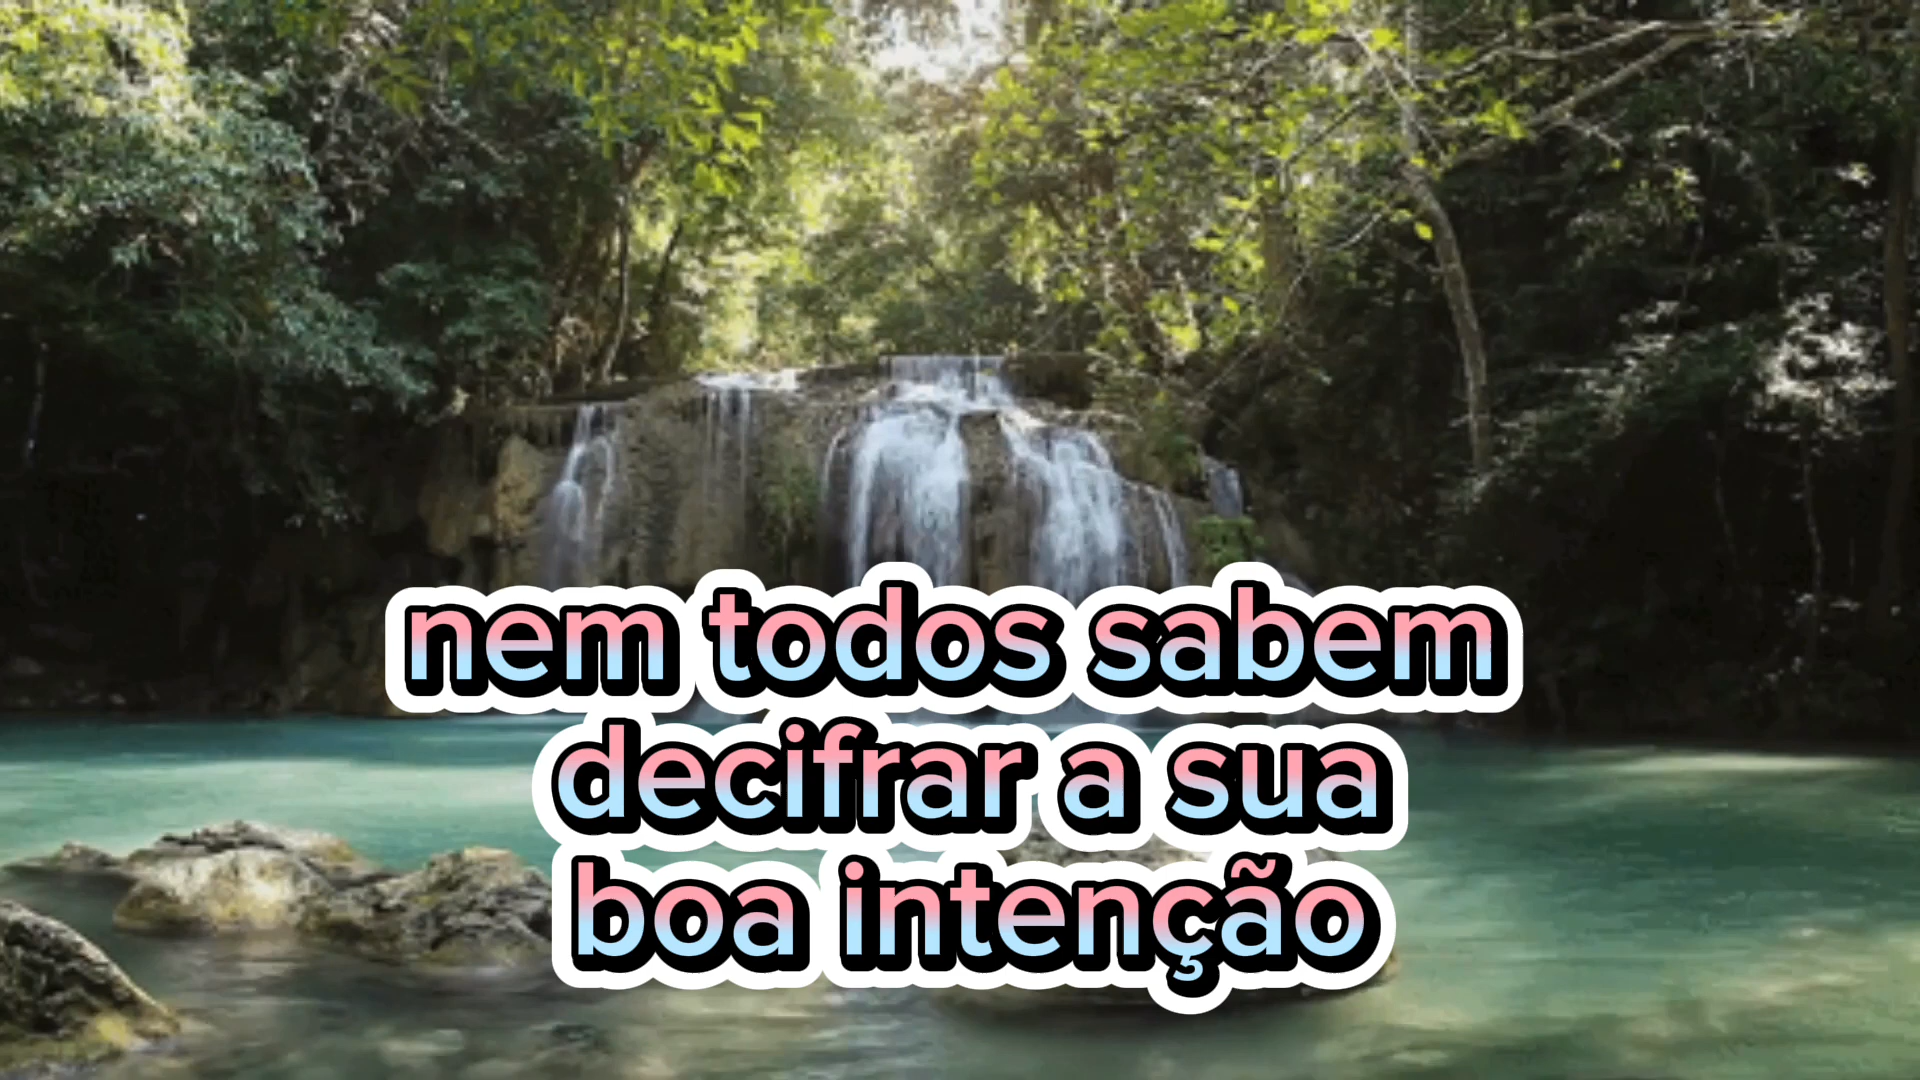 nem todos sabem
decifrar a sua
boa intenção